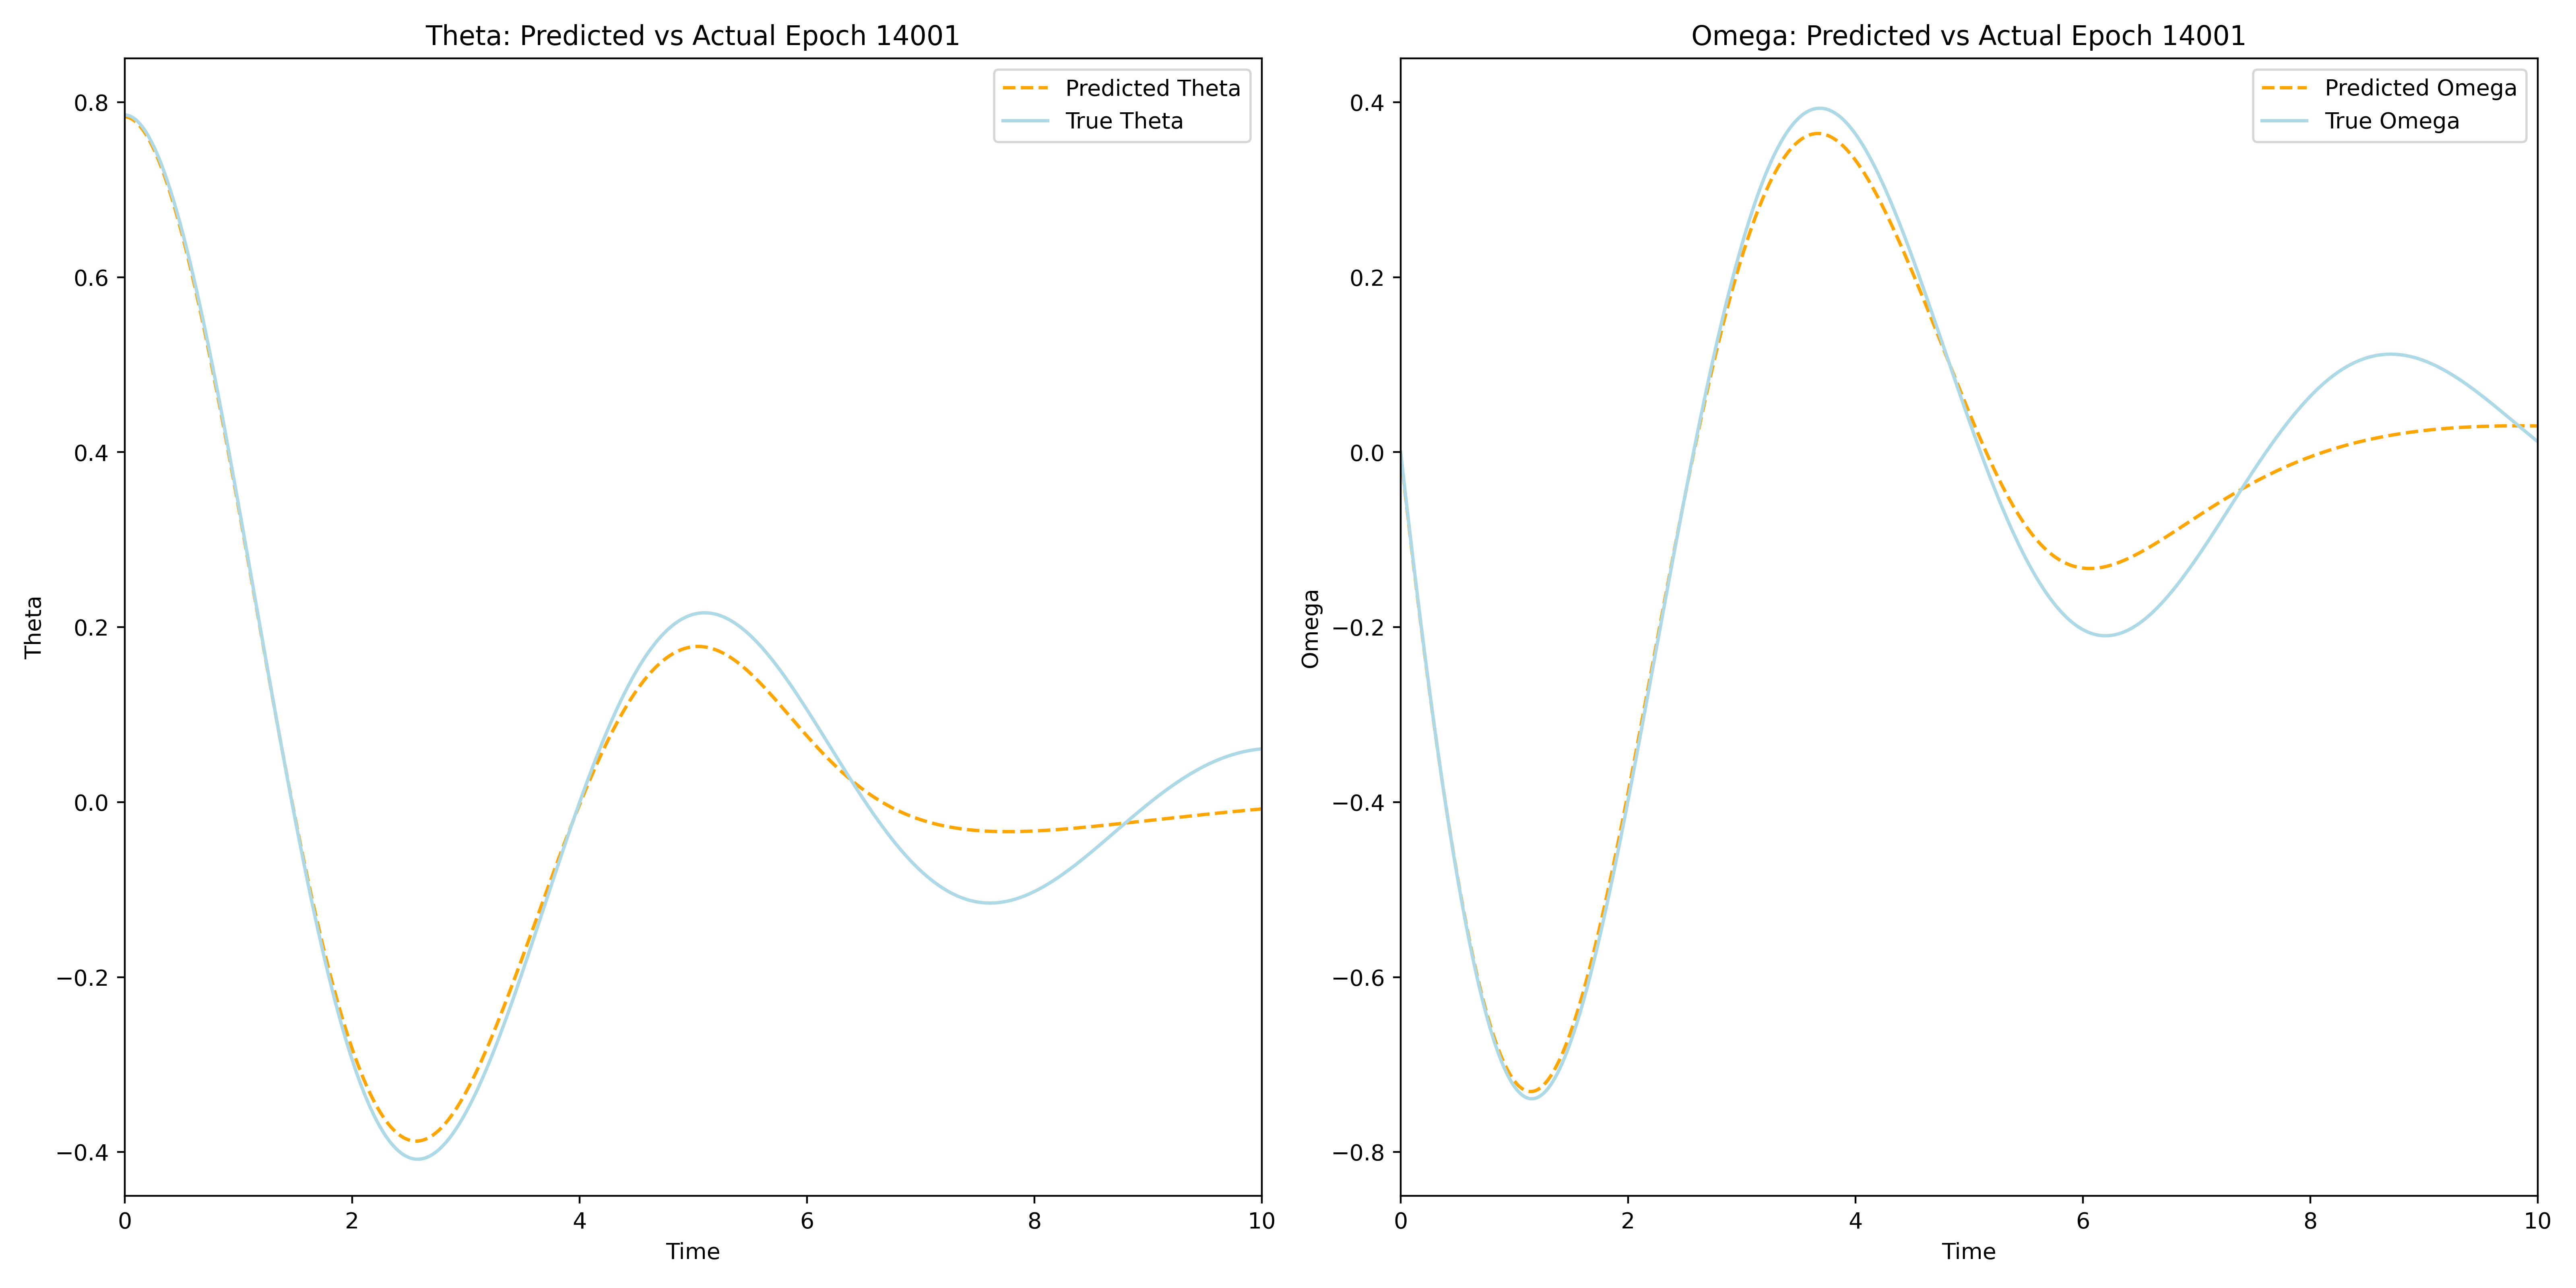 Theta: Predicted vs Actual Epoch 14001
Predicted Theta
True Theta
Theta
0.8
0.6
0.4
0.2
0.0
−0.2
−0.4
0
2
4
6
8
10
Time
Omega: Predicted vs Actual Epoch 14001
Predicted Omega
True Omega
Omega
0.4
0.2
0.0
−0.2
−0.4
−0.6
−0.8
0
2
4
6
8
10
Time